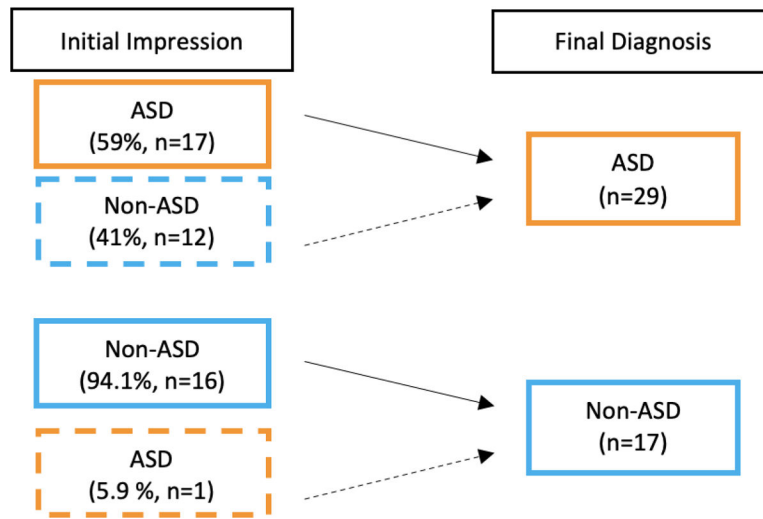 Initial Impression
Final Diagnosis
ASD
(59%, n=17)
Non-ASD
(41%, n=12)
ASD
(n=29)
Non-ASD
(94.1%, n=16)
ASD
(5.9 %, n=1)
Non-ASD
(n=17)